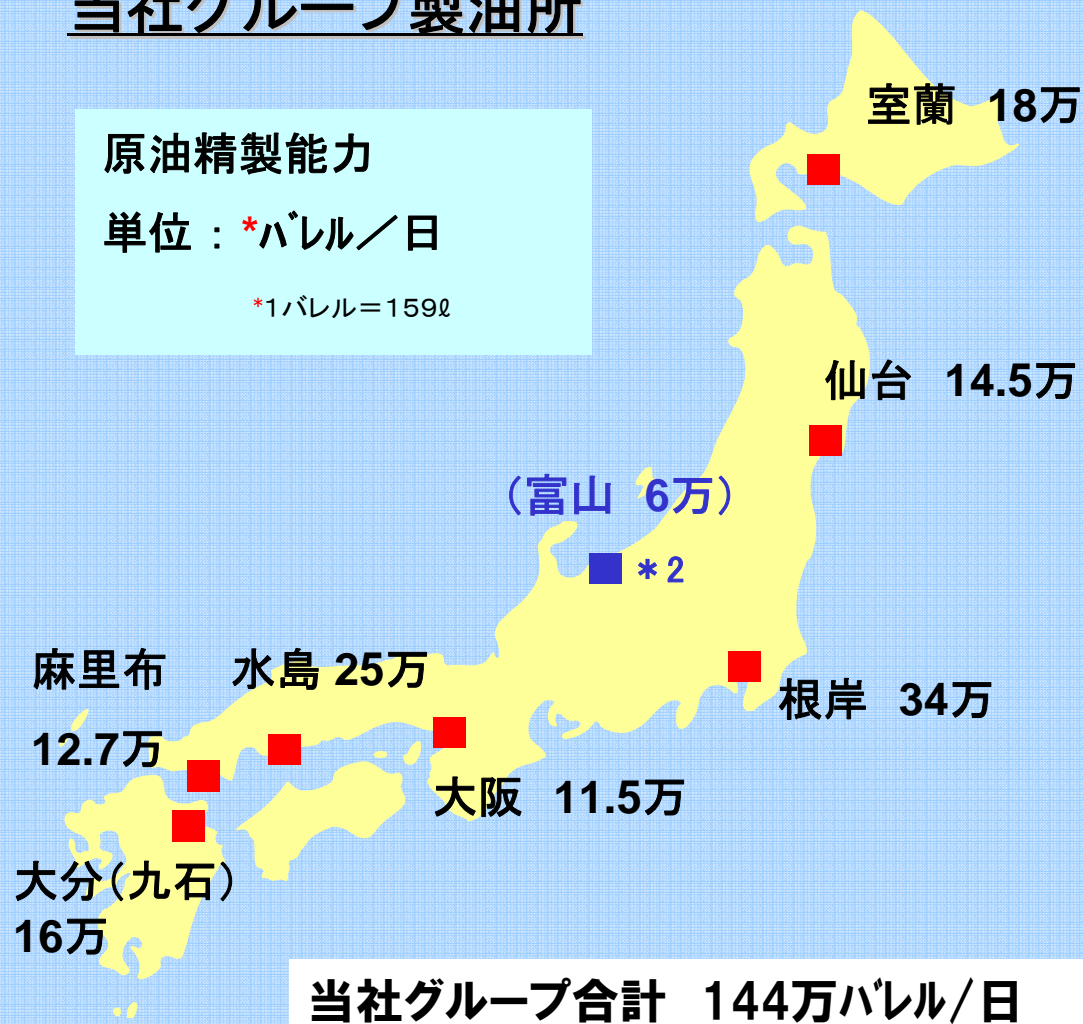 当社グループ製油所
原油精製能力
単位：*バレル／日
*1バレル＝159ℓ
室蘭　18万
仙台　14.5万
（富山　6万）
＊2
麻里布
12.7万
水島 25万
根岸　34万
大阪　11.5万
大分（九石）
16万
当社グループ合計　144万バレル/日